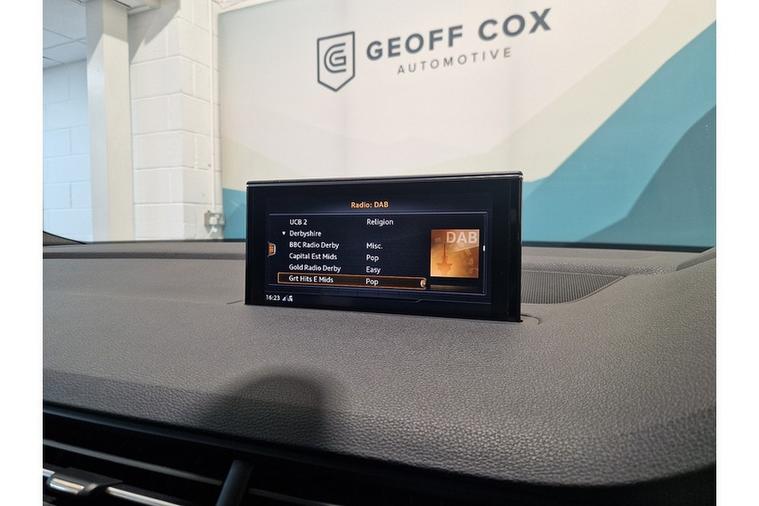 GEOFF COX
AUTOMOTIVE
Radio: DAB
UCB 2 Religion
Derbyshire
BBC Radio Derby Misc.
Capital Est Mids Pop
Gold Radio Derby Easy
Grt Hits E Mids Pop
DAB
16:23